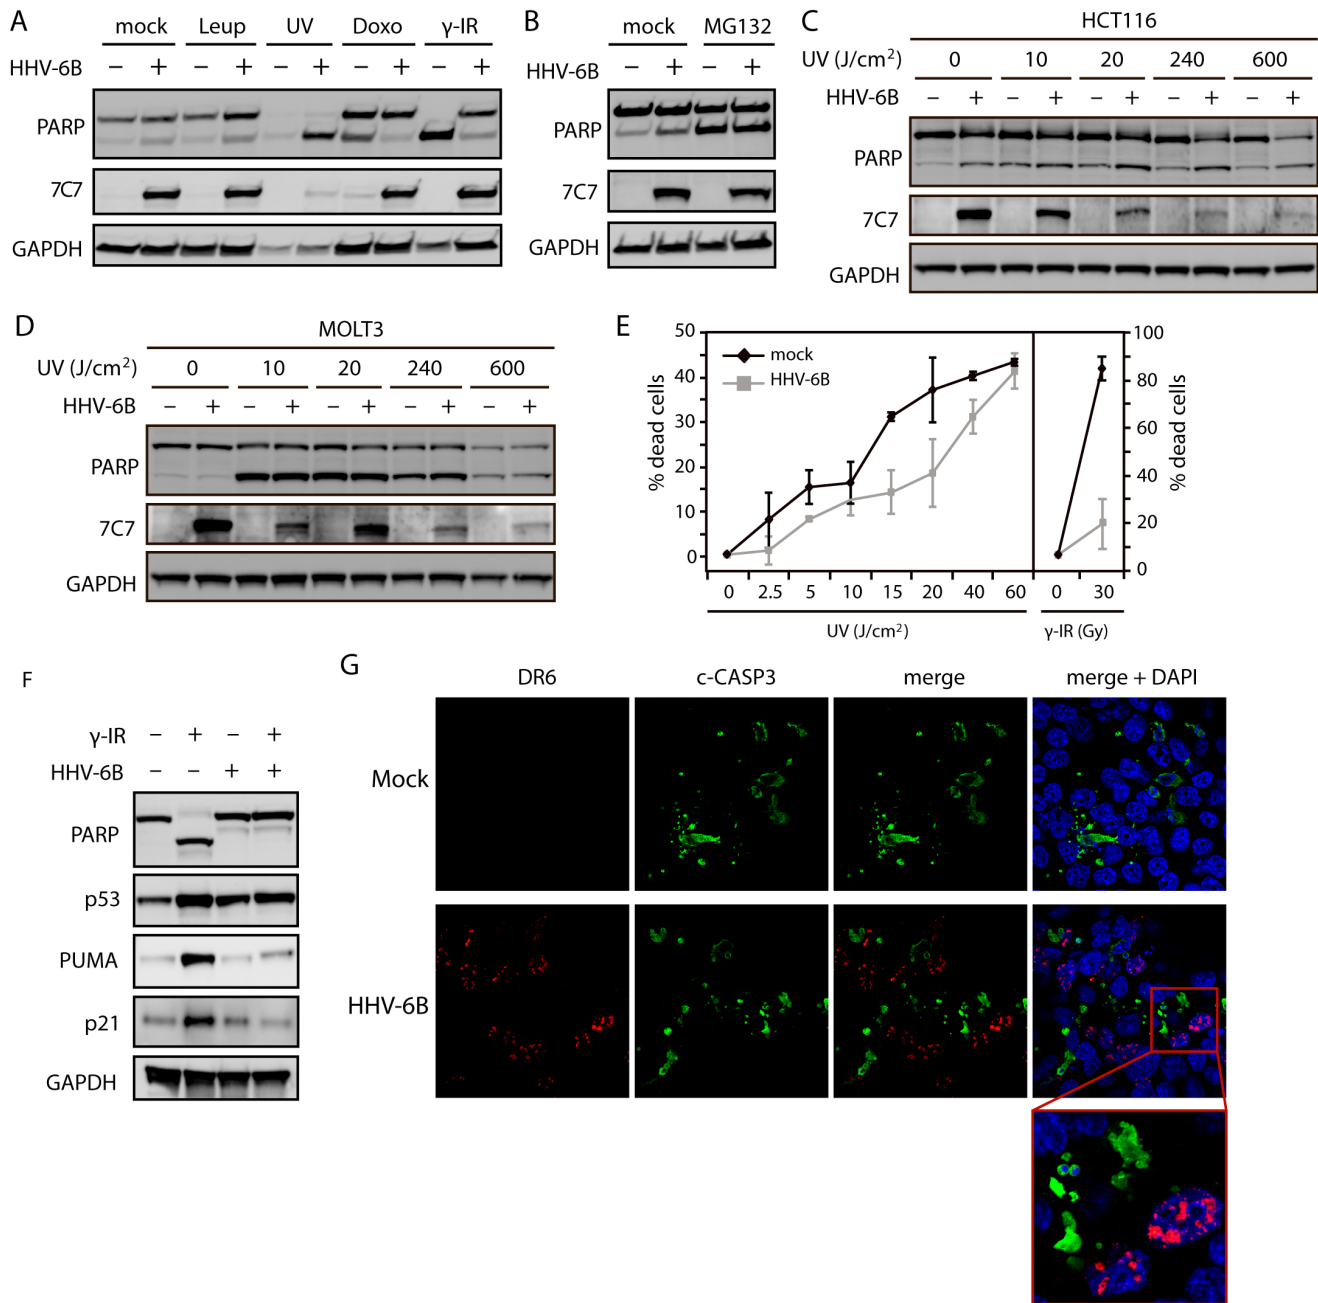 A
mock Leup UV Doxo γ-IR
HHV-6B – + – + – + – + – +
PARP
7C7
GAPDH
B
mock MG132
HHV-6B – + – +
PARP
7C7
GAPDH
C
HCT116
UV (J/cm²) 0 10 20 240 600
HHV-6B – + – + – + – + – +
PARP
7C7
GAPDH
D
MOLT3
UV (J/cm²) 0 10 20 240 600
HHV-6B – + – + – + – + – +
PARP
7C7
GAPDH
E
50
40
30
20
10
0
% dead cells
mock
HHV-6B
100
80
60
40
20
0
% dead cells
0 2.5 5 10 15 20 40 60 0 30
UV (J/cm²) γ-IR (Gy)
F
γ-IR – + – +
HHV-6B – – + +
PARP
p53
PUMA
p21
GAPDH
G
DR6 c-CASP3 merge merge + DAPI
Mock
HHV-6B